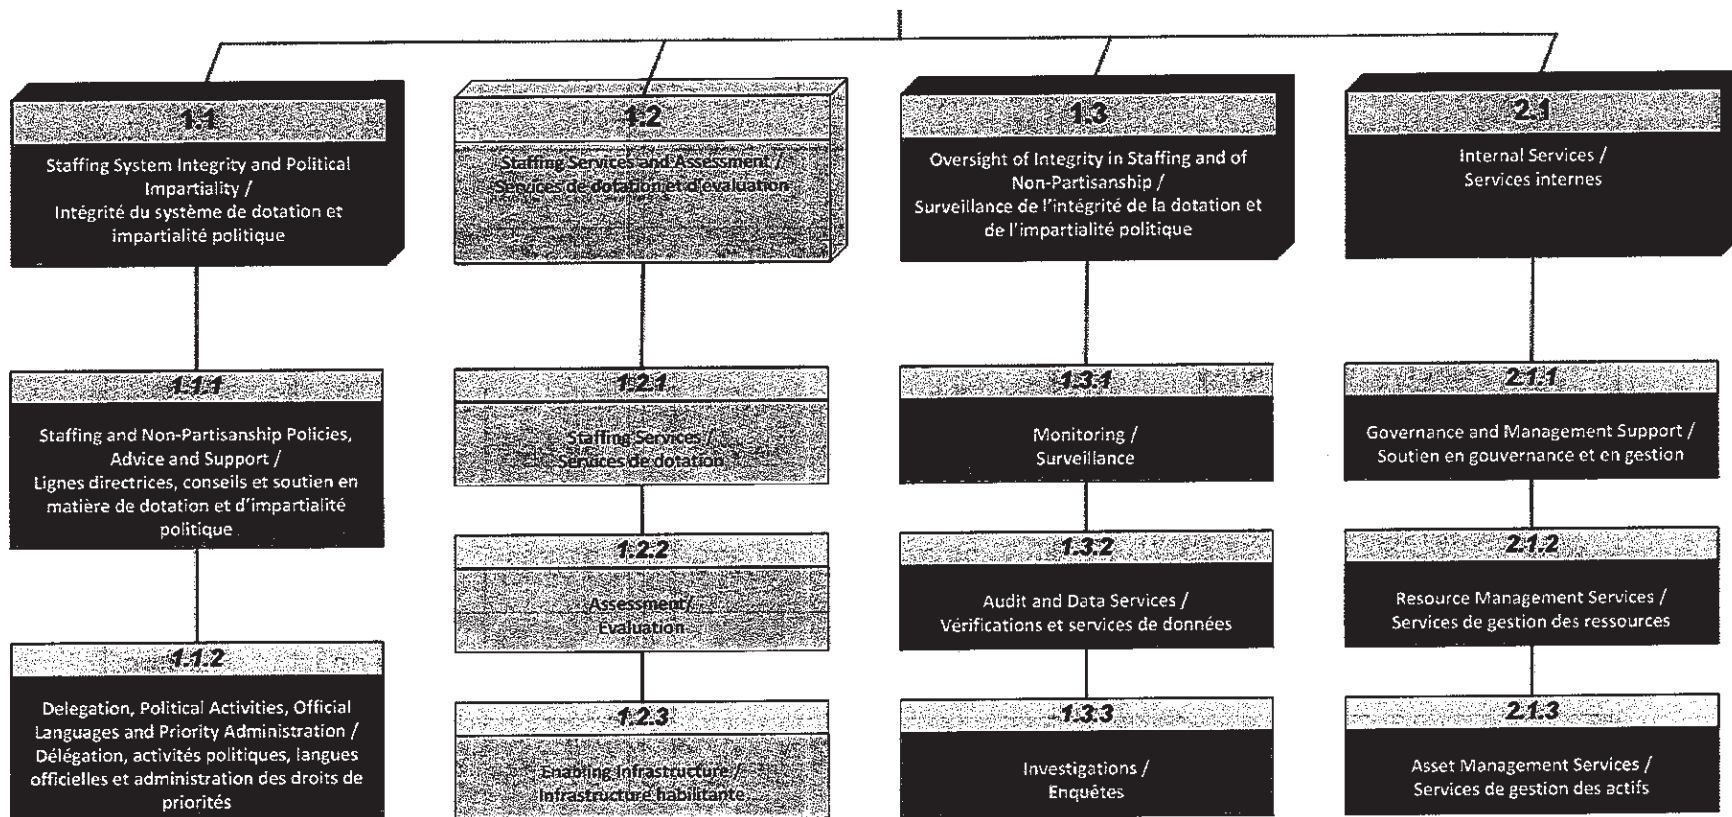 1.1
Staffing System Integrity and Political
Impartiality /
Intégrité du système de dotation et
impartialité politique
1.2
Staffing Services and Assessment /
Services de dotation et d'évaluation
1.3
Oversight of Integrity in Staffing and of
Non-Partisanship /
Surveillance de l'intégrité de la dotation et
de l'impartialité politique
2.1
Internal Services /
Services internes
1.1.1
Staffing and Non-Partisanship Policies,
Advice and Support /
Lignes directrices, conseils et soutien en
matière de dotation et d'impartialité
politique
1.1.2
Delegation, Political Activities, Official
Languages and Priority Administration /
Délégation, activités politiques, langues
officielles et administration des droits de
priorités
1.2.1
Staffing Services /
Services de dotation
1.2.2
Assessment/
Évaluation
1.2.3
Enabling Infrastructure /
Infrastructure habilitante
1.3.1
Monitoring /
Surveillance
1.3.2
Audit and Data Services /
Vérifications et services de données
1.3.3
Investigations /
Enquêtes
2.1.1
Governance and Management Support /
Soutien en gouvernance et en gestion
2.1.2
Resource Management Services /
Services de gestion des ressources
2.1.3
Asset Management Services /
Services de gestion des actifs